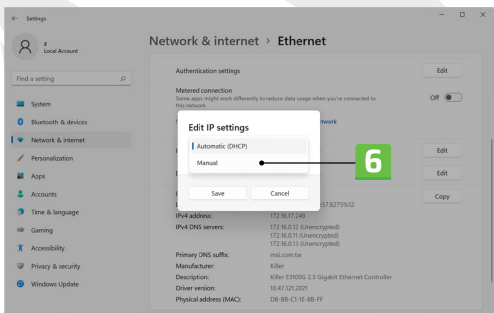 Settings
z
Local Account
Find a setting
System
Bluetooth & devices
Network & internet
Personalization
Apps
Accounts
Time & language
Gaming
Accessibility
Privacy & security
Windows Update
Network & internet › Ethernet
Authentication settings
Edit
Metered connection
Some apps might work differently to reduce data usage when you're connected to
this network
Off
twork
Edit IP settings
Automatic (DHCP)
Manual
Save
Cancel
6
Edit
Edit
Copy
e57:8275%12
IPv4 address: 172.16.17.249
IPv4 DNS servers: 172.16.0.12 (Unencrypted)
172.16.0.11 (Unencrypted)
172.16.0.13 (Unencrypted)
Primary DNS suffix: msi.com.tw
Manufacturer: Killer
Description: Killer E3100G 2.5 Gigabit Ethernet Controller
Driver version: 10.47.121.2021
Physical address (MAC): D8-BB-C1-1E-8B-FF